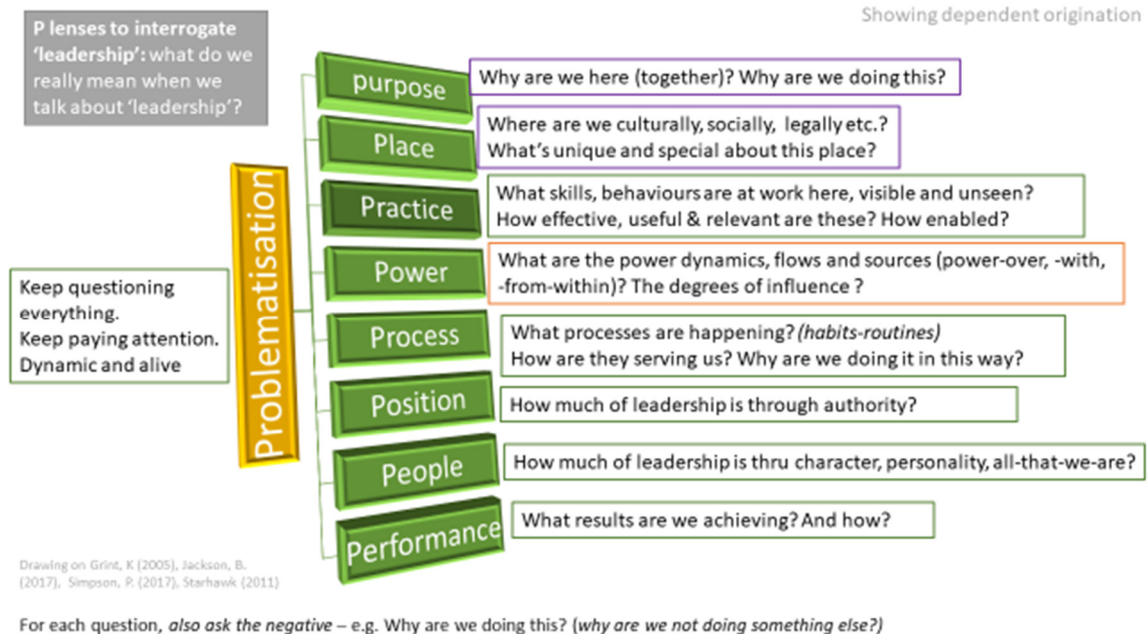 Showing dependent origination
P lenses to interrogate
‘leadership’: what do we
really mean when we
talk about ‘leadership’?
purpose
Why are we here (together)? Why are we doing this?
Place
Where are we culturally, socially, legally etc.?
What’s unique and special about this place?
Practice
What skills, behaviours are at work here, visible and unseen?
How effective, useful & relevant are these? How enabled?
Power
What are the power dynamics, flows and sources (power-over, -with,
-from-within)? The degrees of influence ?
Problematisation
Keep questioning
everything.
Keep paying attention.
Dynamic and alive
Process
What processes are happening? (habits-routines)
How are they serving us? Why are we doing it in this way?
Position
How much of leadership is through authority?
People
How much of leadership is thru character, personality, all-that-we-are?
Performance
What results are we achieving? And how?
Drawing on Grint, K (2005), Jackson, B.
(2017), Simpson, P. (2017), Starhawk (2011)
For each question, also ask the negative – e.g. Why are we doing this? (why are we not doing something else?)